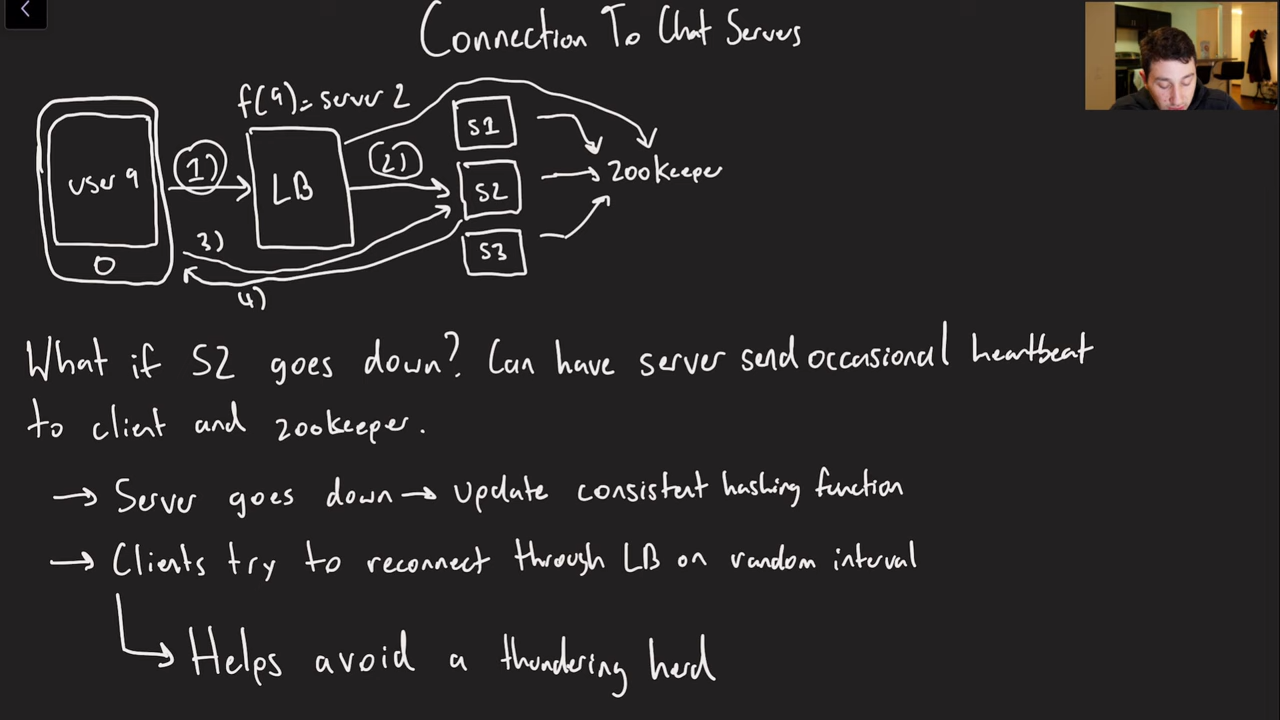 Connection To Chat Servers
f(9) = server 2
user 9
1)
LB
2)
S1
S2
S3
zookeeper
3)
4)
What if S2 goes down? Can have server send occasional heartbeat
to client and zookeeper.
→ Server goes down → update consistent hashing function
→ Clients try to reconnect through LB on random interval
Helps avoid a thundering herd